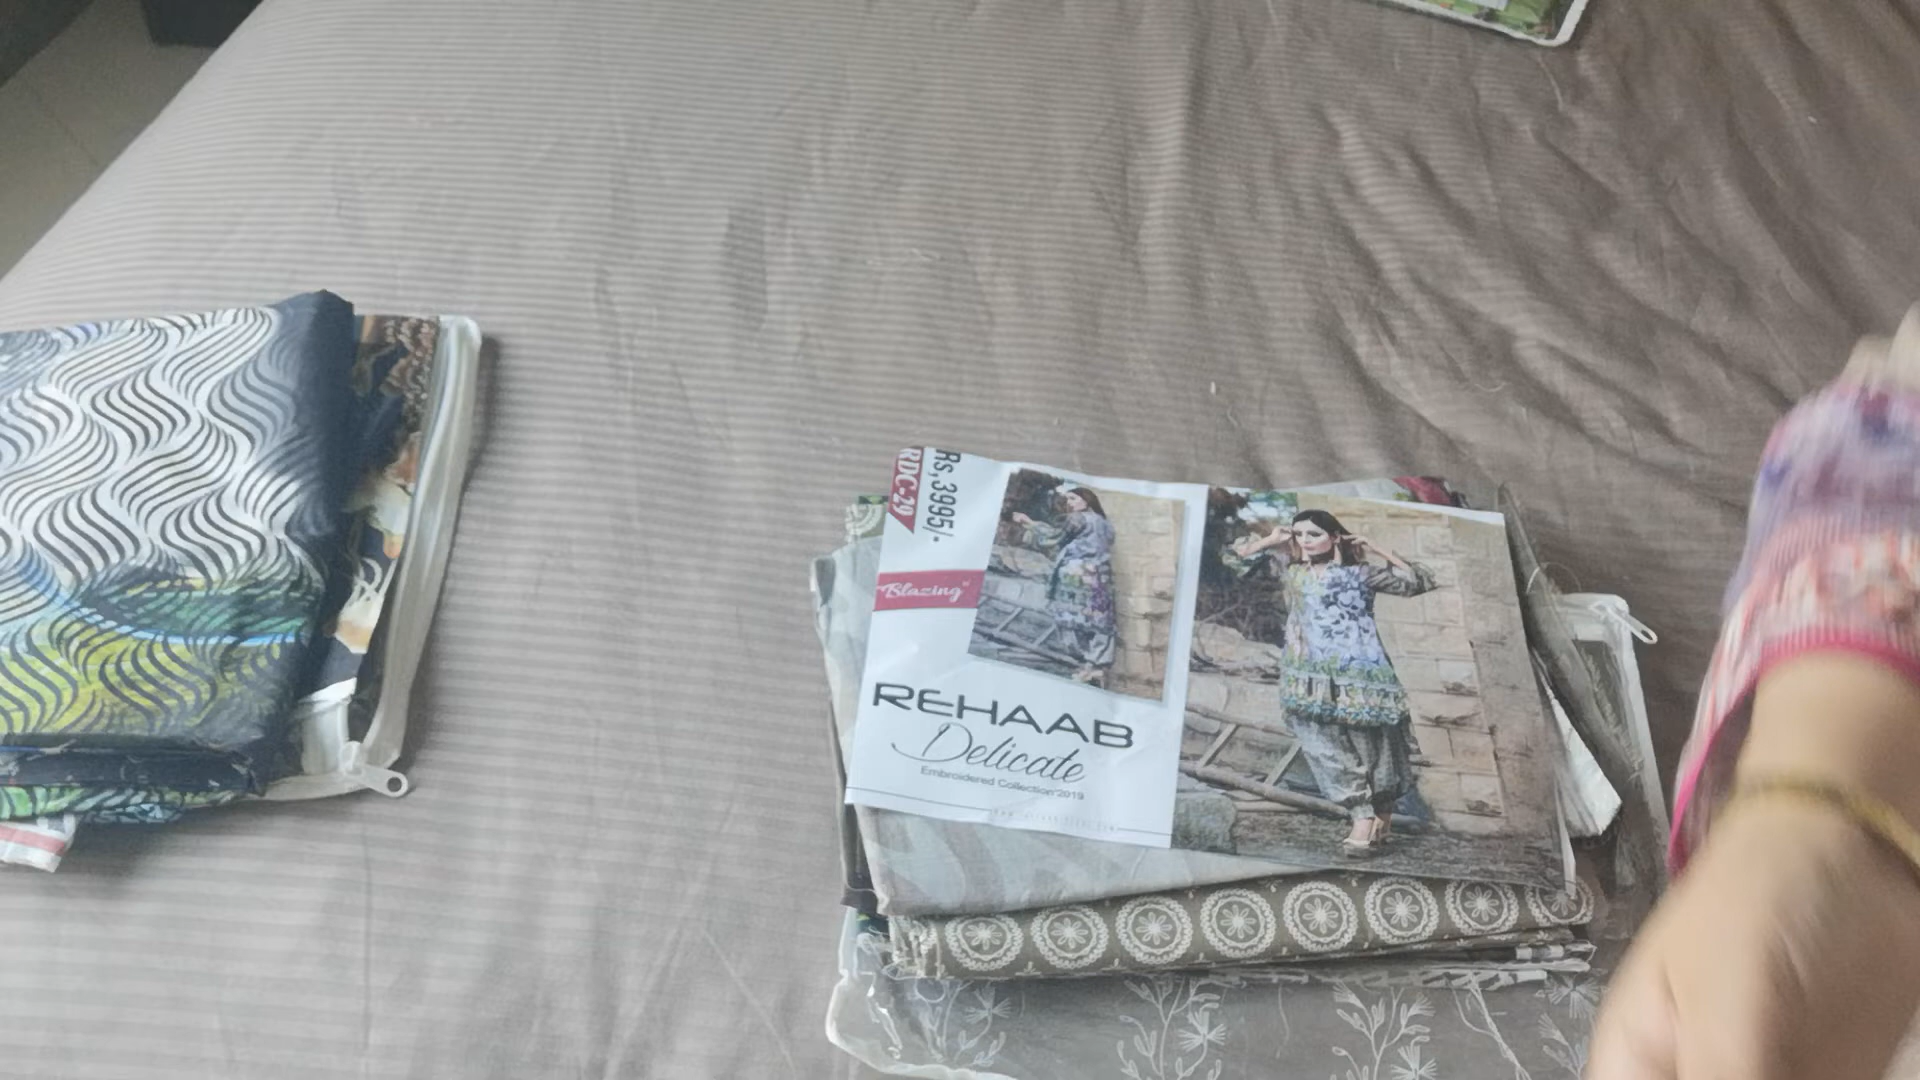 Rs,3995/-
RDC-29
"Blazing"
REHAAB
Delicate
Embroidered Collection'2019